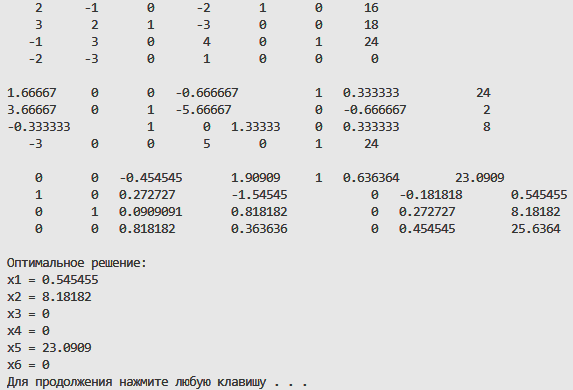 2 -1 0 -2 1 0 16
3 2 1 -3 0 0 18
-1 3 0 4 0 1 24
-2 -3 0 1 0 0 0
1.66667 0 0 -0.666667 1 0.333333 24
3.66667 0 1 -5.66667 0 -0.666667 2
-0.333333 1 0 1.33333 0 0.333333 8
-3 0 0 5 0 1 24
0 0 -0.454545 1.90909 1 0.636364 23.0909
1 0 0.272727 -1.54545 0 -0.181818 0.545455
0 1 0.0909091 0.818182 0 0.272727 8.18182
0 0 0.818182 0.363636 0 0.454545 25.6364
Оптимальное решение:
x1 = 0.545455
x2 = 8.18182
x3 = 0
x4 = 0
x5 = 23.0909
x6 = 0
Для продолжения нажмите любую клавишу . . .